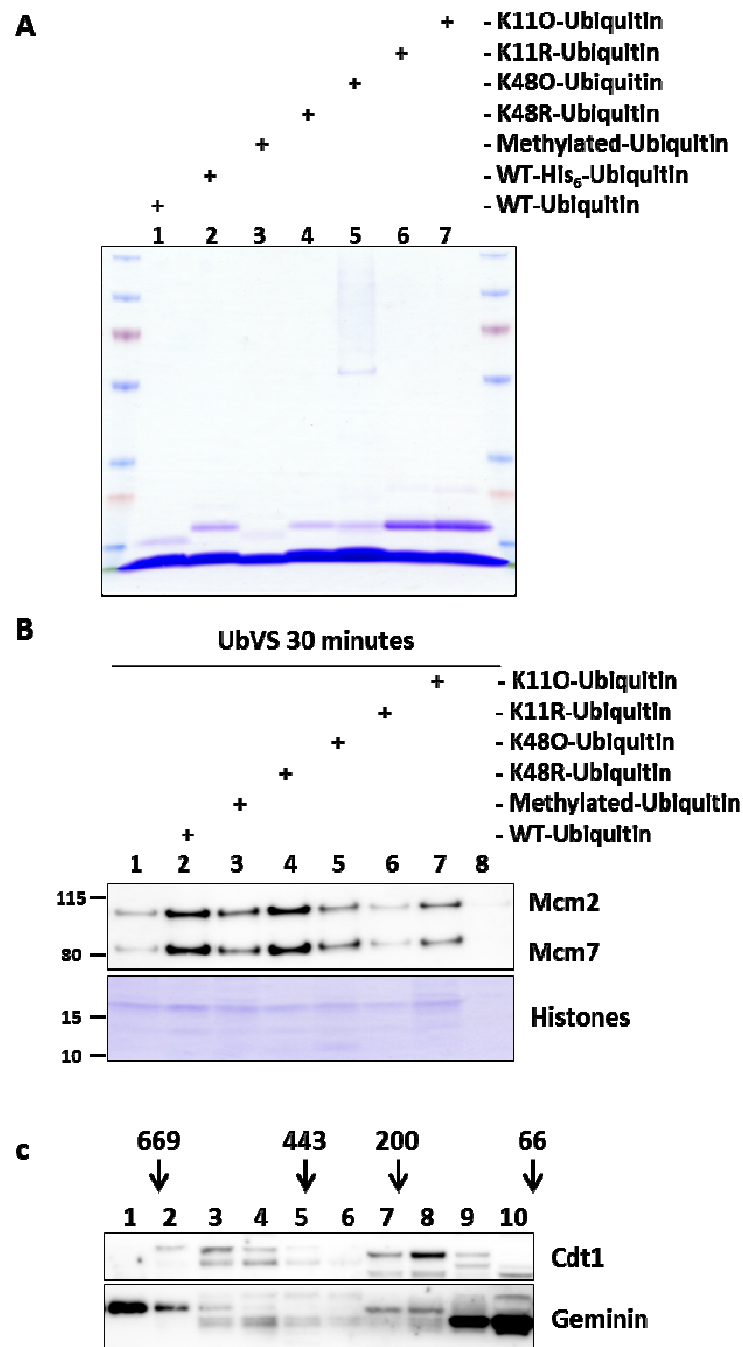 A
+ - K11O-Ubiquitin
+ - K11R-Ubiquitin
+ - K48O-Ubiquitin
+ - K48R-Ubiquitin
+ - Methylated-Ubiquitin
+ - WT-His6-Ubiquitin
+ - WT-Ubiquitin
1 2 3 4 5 6 7
B
UbVS 30 minutes
+ - K11O-Ubiquitin
+ - K11R-Ubiquitin
+ - K48O-Ubiquitin
+ - K48R-Ubiquitin
+ - Methylated-Ubiquitin
+ - WT-Ubiquitin
1 2 3 4 5 6 7 8
115 Mcm2
80 Mcm7
15 Histones
10
c
669 443 200 66
1 2 3 4 5 6 7 8 9 10
Cdt1
Geminin